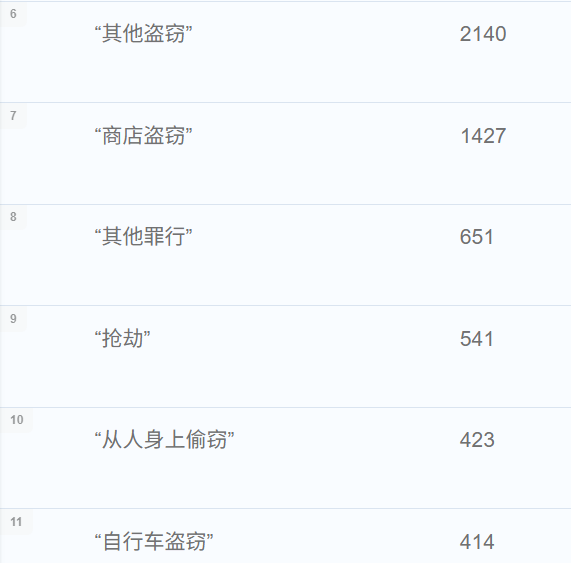 6
“其他盗窃” 2140
7
“商店盗窃” 1427
8
“其他罪行” 651
9
“抢劫” 541
10
“从人身上偷窃” 423
11
“自行车盗窃” 414